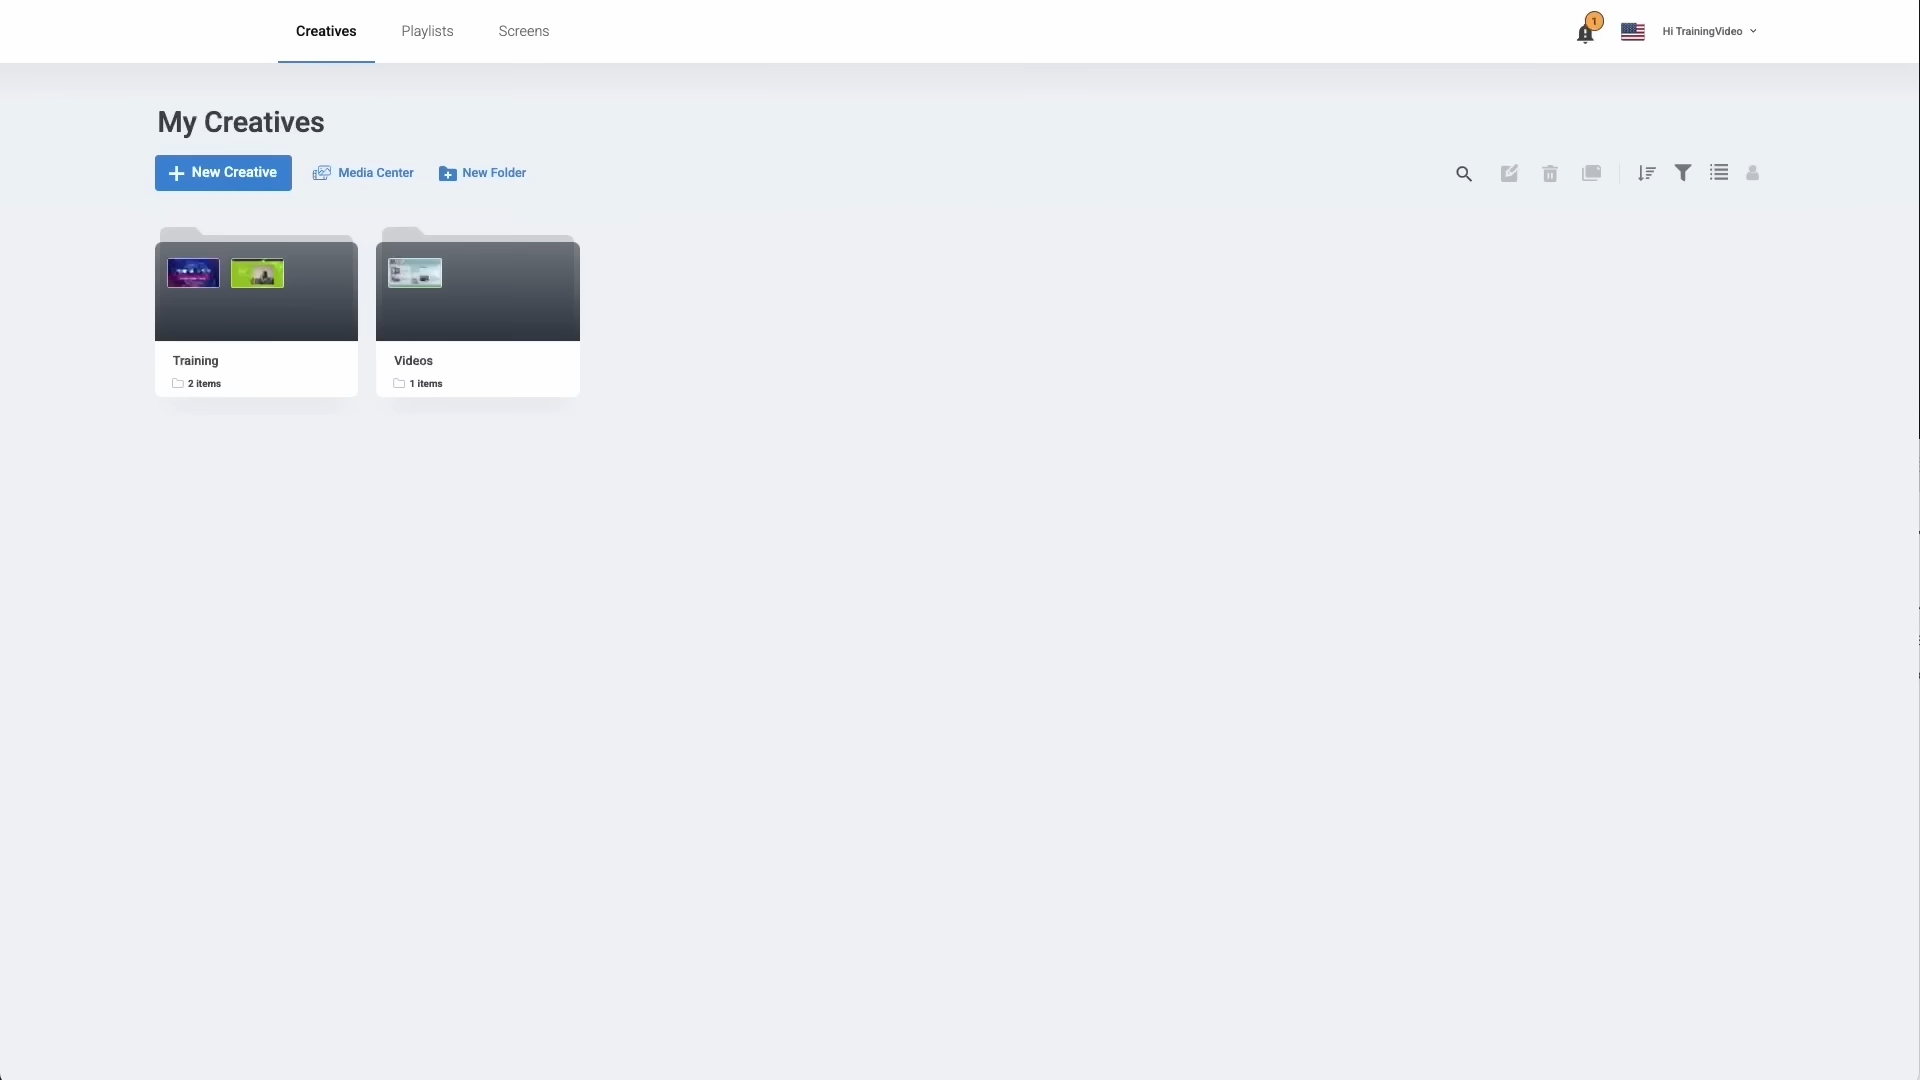 Creatives
Playlists
Screens
1
Hi TrainingVideo
My Creatives
New Creative
Media Center
New Folder
Training
2 items
Videos
1 items